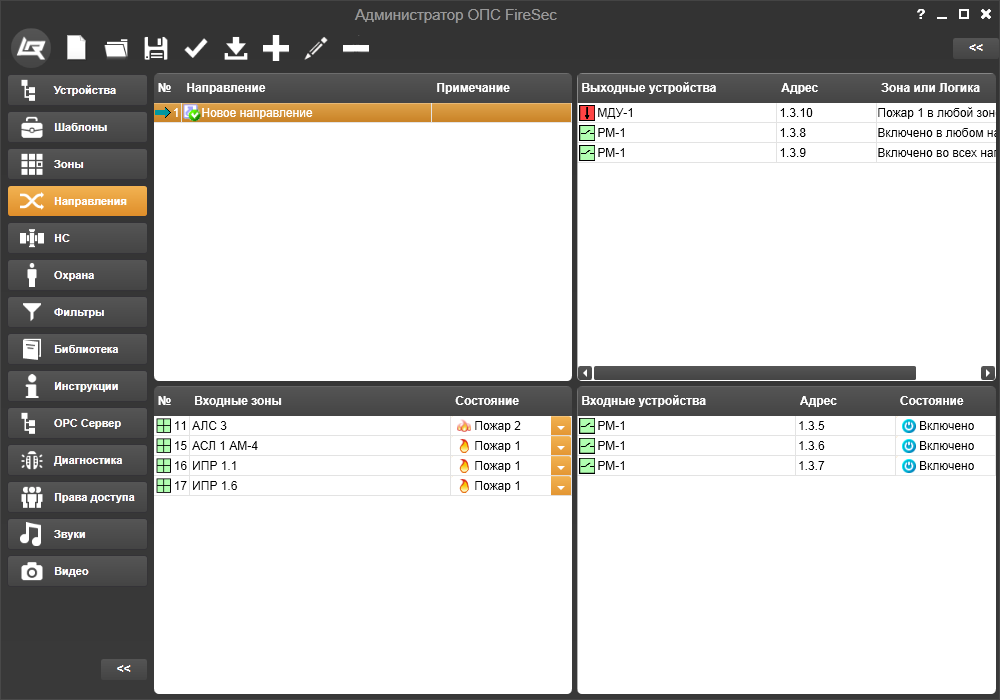 Администратор ОПС FireSec
?
<<
Устройства
Шаблоны
Зоны
Направления
НС
Охрана
Фильтры
Библиотека
Инструкции
ОРС Сервер
Диагностика
Права доступа
Звуки
Видео
<<
№ Направление Примечание
1 Новое направление
Выходные устройства Адрес Зона или Логика
МДУ-1 1.3.10 Пожар 1 в любой зон
РМ-1 1.3.8 Включено в любом на
РМ-1 1.3.9 Включено во всех нап
№ Входные зоны Состояние
11 АЛС 3 Пожар 2
15 АСЛ 1 АМ-4 Пожар 1
16 ИПР 1.1 Пожар 1
17 ИПР 1.6 Пожар 1
Входные устройства Адрес Состояние
РМ-1 1.3.5 Включено
РМ-1 1.3.6 Включено
РМ-1 1.3.7 Включено